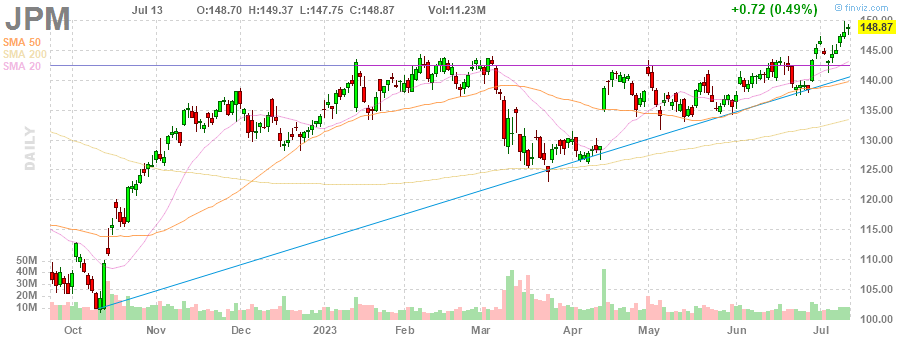 JPM
Jul 13 O:148.70 H:149.37 L:147.75 C:148.87 Vol:11.23M +0.72 (0.49%) © finviz.com
SMA 50
SMA 200
SMA 20
DAILY
150.00
148.87
145.00
140.00
135.00
130.00
125.00
120.00
115.00
110.00
105.00
100.00
50M
40M
30M
20M
10M
Oct Nov Dec 2023 Feb Mar Apr May Jun Jul